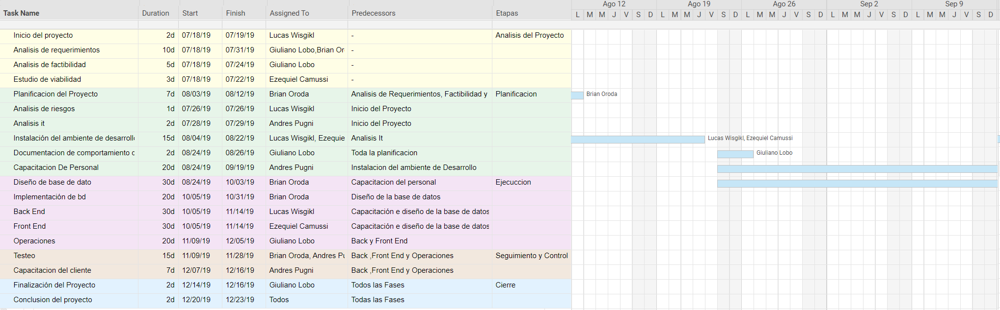 Ago 12 Ago 19 Ago 26 Sep 2 Sep 9
Task Name Duration Start Finish Assigned To Predecessors Etapas L M M J V S D L M M J V S D L M M J V S D L M M J V S D L M M J V S D
Inicio del proyecto 2d 07/18/19 07/19/19 Lucas Wisgikl - Analisis del Proyecto
Analisis de requerimientos 10d 07/18/19 07/31/19 Giuliano Lobo,Brian Or -
Analisis de factibilidad 5d 07/18/19 07/24/19 Giuliano Lobo -
Estudio de viabilidad 3d 07/18/19 07/22/19 Ezequiel Camussi -
Planificacion del Proyecto 7d 08/03/19 08/12/19 Brian Oroda Analisis de Requerimientos, Factibilidad y Planificacion Brian Oroda
Analisis de riesgos 1d 07/26/19 07/26/19 Lucas Wisgikl Inicio del Proyecto
Analisis it 2d 07/28/19 07/29/19 Andres Pugni Inicio del Proyecto
Instalación del ambiente de desarroll 15d 08/04/19 08/22/19 Lucas Wisgikl, Ezequie Analisis It Lucas Wisgikl, Ezequiel Camussi
Documentacion de comportamiento 2d 08/24/19 08/26/19 Giuliano Lobo Toda la planificacion Giuliano Lobo
Capacitacion De Personal 20d 08/24/19 09/19/19 Andres Pugni Instalacion del ambiente de Desarrollo
Diseño de base de dato 30d 08/24/19 10/03/19 Brian Oroda Capacitacion del personal Ejecuccion
Implementación de bd 20d 10/05/19 10/31/19 Brian Oroda Diseño de la base de datos
Back End 30d 10/05/19 11/14/19 Lucas Wisgikl Capacitación e diseño de la base de datos
Front End 30d 10/05/19 11/14/19 Ezequiel Camussi Capacitación e diseño de la base de datos
Operaciones 20d 11/09/19 12/05/19 Giuliano Lobo Back y Front End
Testeo 15d 11/09/19 11/28/19 Brian Oroda, Andres Pu Back ,Front End y Operaciones Seguimiento y Control
Capacitacion del cliente 7d 12/07/19 12/16/19 Andres Pugni Back ,Front End y Operaciones
Finalización del Proyecto 2d 12/14/19 12/16/19 Giuliano Lobo Todos las Fases Cierre
Conclusion del proyecto 2d 12/20/19 12/23/19 Todos Todas las Fases